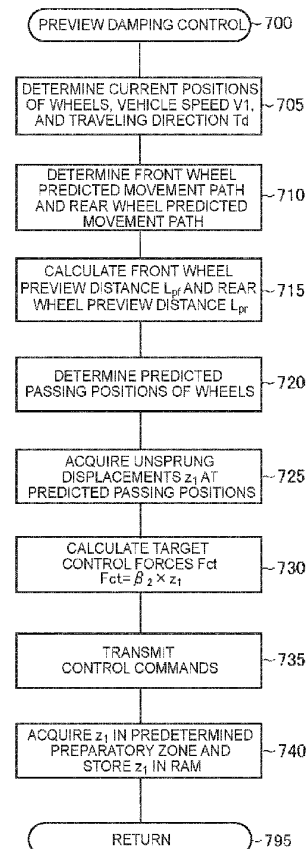 PREVIEW DAMPING CONTROL
700
DETERMINE CURRENT POSITIONS
OF WHEELS, VEHICLE SPEED V1,
AND TRAVELING DIRECTION Td
705
DETERMINE FRONT WHEEL
PREDICTED MOVEMENT PATH
AND REAR WHEEL PREDICTED
MOVEMENT PATH
710
CALCULATE FRONT WHEEL
PREVIEW DISTANCE Lpf AND REAR
WHEEL PREVIEW DISTANCE Lpr
715
DETERMINE PREDICTED
PASSING POSITIONS OF WHEELS
720
ACQUIRE UNSPRUNG
DISPLACEMENTS z1 AT
PREDICTED PASSING POSITIONS
725
CALCULATE TARGET
CONTROL FORCES Fct
Fct= β2 × z1
730
TRANSMIT
CONTROL COMMANDS
735
ACQUIRE z1 IN PREDETERMINED
PREPARATORY ZONE AND
STORE z1 IN RAM
740
RETURN
795